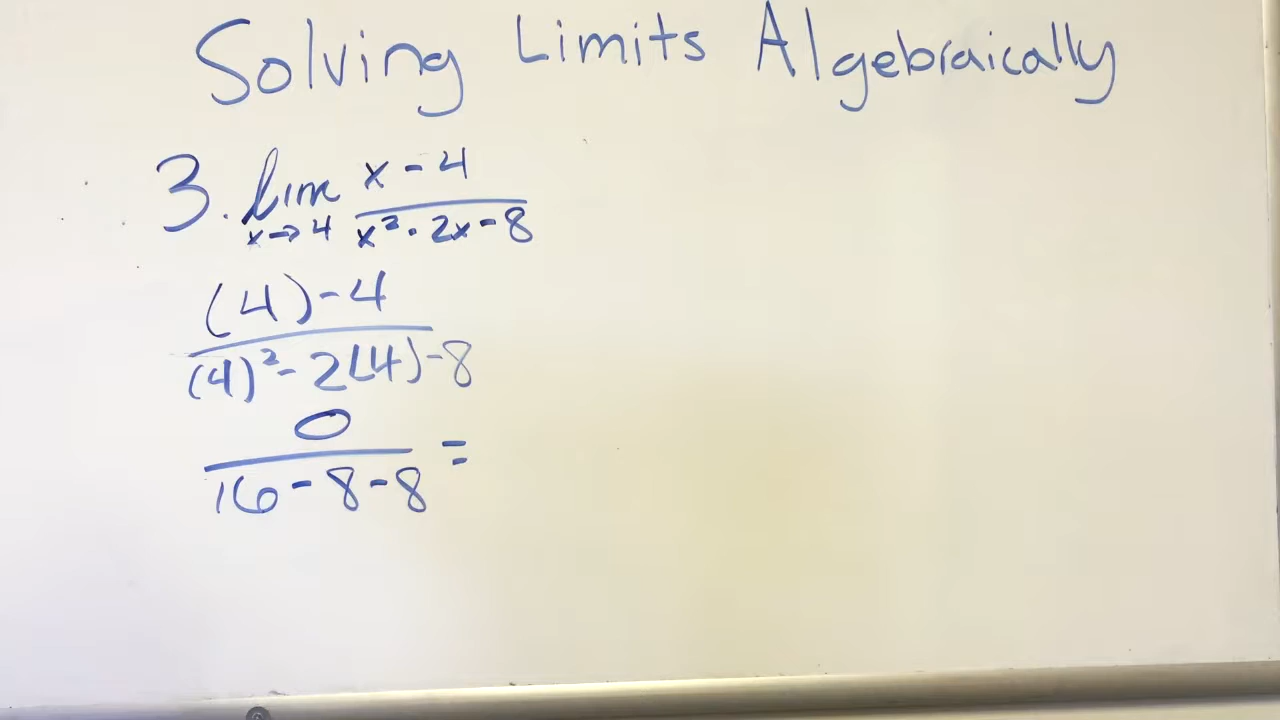 Solving Limits Algebraically
3. lim x - 4
x→4 x² - 2x - 8
(4) - 4
(4)² - 2(4) - 8
0
16 - 8 - 8 =